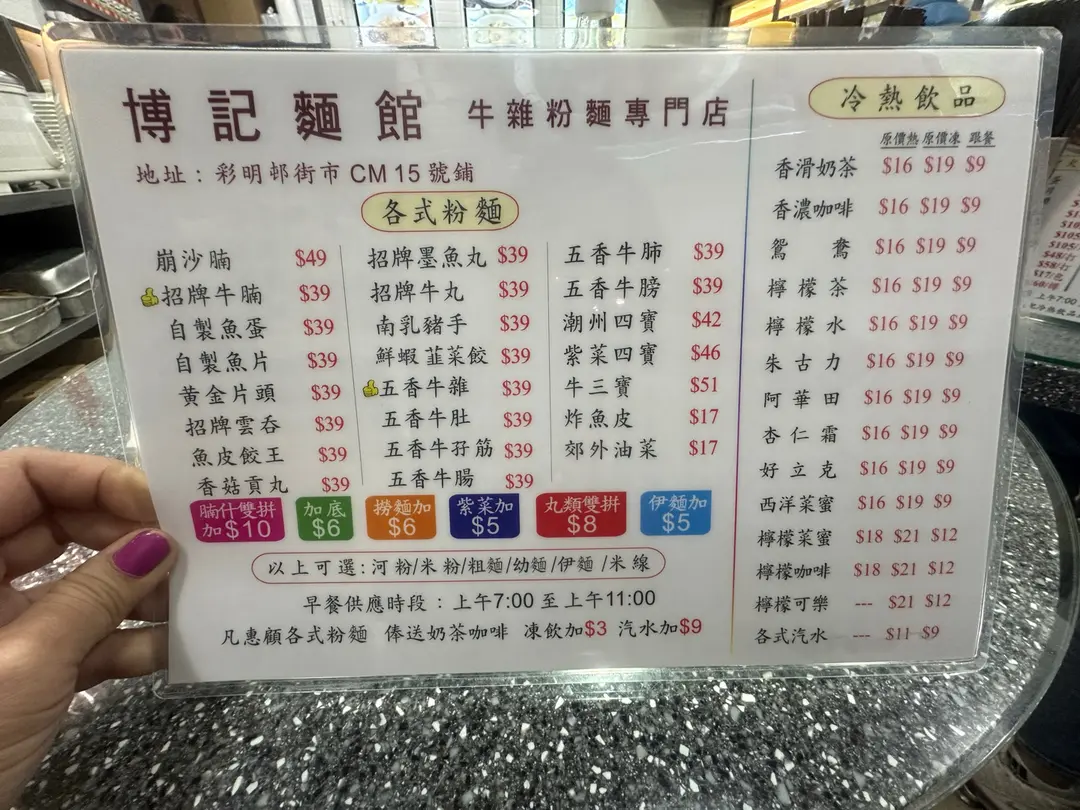 博記麵館 牛雜粉麵專門店
地址：彩明邨街市 CM 15 號鋪
各式粉麵
崩沙腩 $49
招牌牛腩 $39
自製魚蛋 $39
自製魚片 $39
黃金片頭 $39
招牌雲吞 $39
魚皮餃王 $39
香菇貢丸 $39
招牌墨魚丸 $39
招牌牛丸 $39
南乳豬手 $39
鮮蝦韮菜餃 $39
五香牛雜 $39
五香牛肚 $39
五香牛孖筋 $39
五香牛腸 $39
五香牛肺 $39
五香牛膀 $39
潮州四寶 $42
紫菜四寶 $46
牛三寶 $51
炸魚皮 $17
郊外油菜 $17
腩什雙拼
加$10
加底
$6
撈麵加
$6
紫菜加
$5
丸類雙拼
$8
伊麵加
$5
以上可選:河粉/米粉/粗麵/幼麵/伊麵/米線
早餐供應時段：上午7:00 至上午11:00
凡惠顧各式粉麵 俸送奶茶咖啡 凍飲加$3 汽水加$9
冷熱飲品
原價熱 原價凍 跟餐
香滑奶茶 $16 $19 $9
香濃咖啡 $16 $19 $9
鴛鴦 $16 $19 $9
檸檬茶 $16 $19 $9
檸檬水 $16 $19 $9
朱古力 $16 $19 $9
阿華田 $16 $19 $9
杏仁霜 $16 $19 $9
好立克 $16 $19 $9
西洋菜蜜 $16 $19 $9
檸檬菜蜜 $18 $21 $12
檸檬咖啡 $18 $21 $12
檸檬可樂 --- $21 $12
各式汽水 --- $11 $9
上午7:00